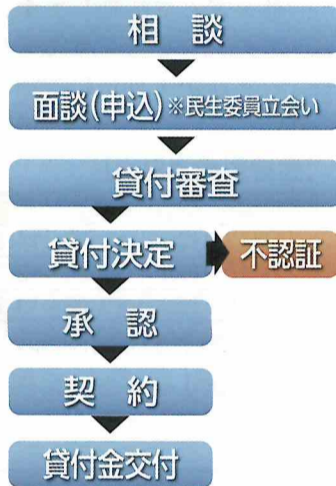 相談
面談(申込)※民生委員立会い
貸付審査
貸付決定 不認証
承認
契約
貸付金交付